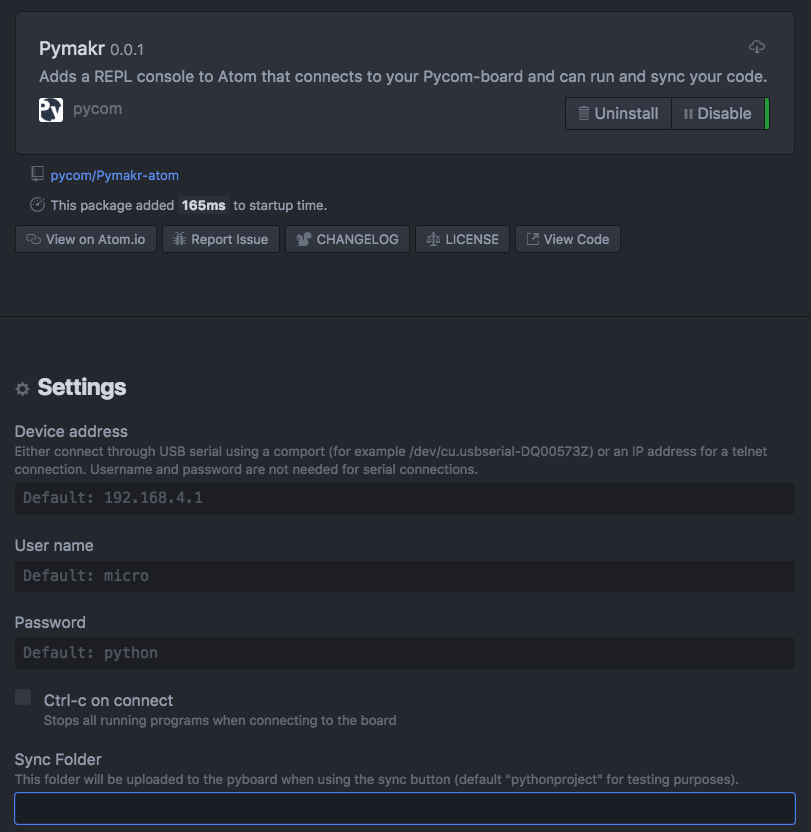 Pymakr 0.0.1
Adds a REPL console to Atom that connects to your Pycom-board and can run and sync your code.
Py pycom
Uninstall Disable
pycom/Pymakr-atom
This package added 165ms to startup time.
View on Atom.io Report Issue CHANGELOG LICENSE View Code
Settings
Device address
Either connect through USB serial using a comport (for example /dev/cu.usbserial-DQ00573Z) or an IP address for a telnet
connection. Username and password are not needed for serial connections.
Default: 192.168.4.1
User name
Default: micro
Password
Default: python
Ctrl-c on connect
Stops all running programs when connecting to the board
Sync Folder
This folder will be uploaded to the pyboard when using the sync button (default "pythonproject" for testing purposes).